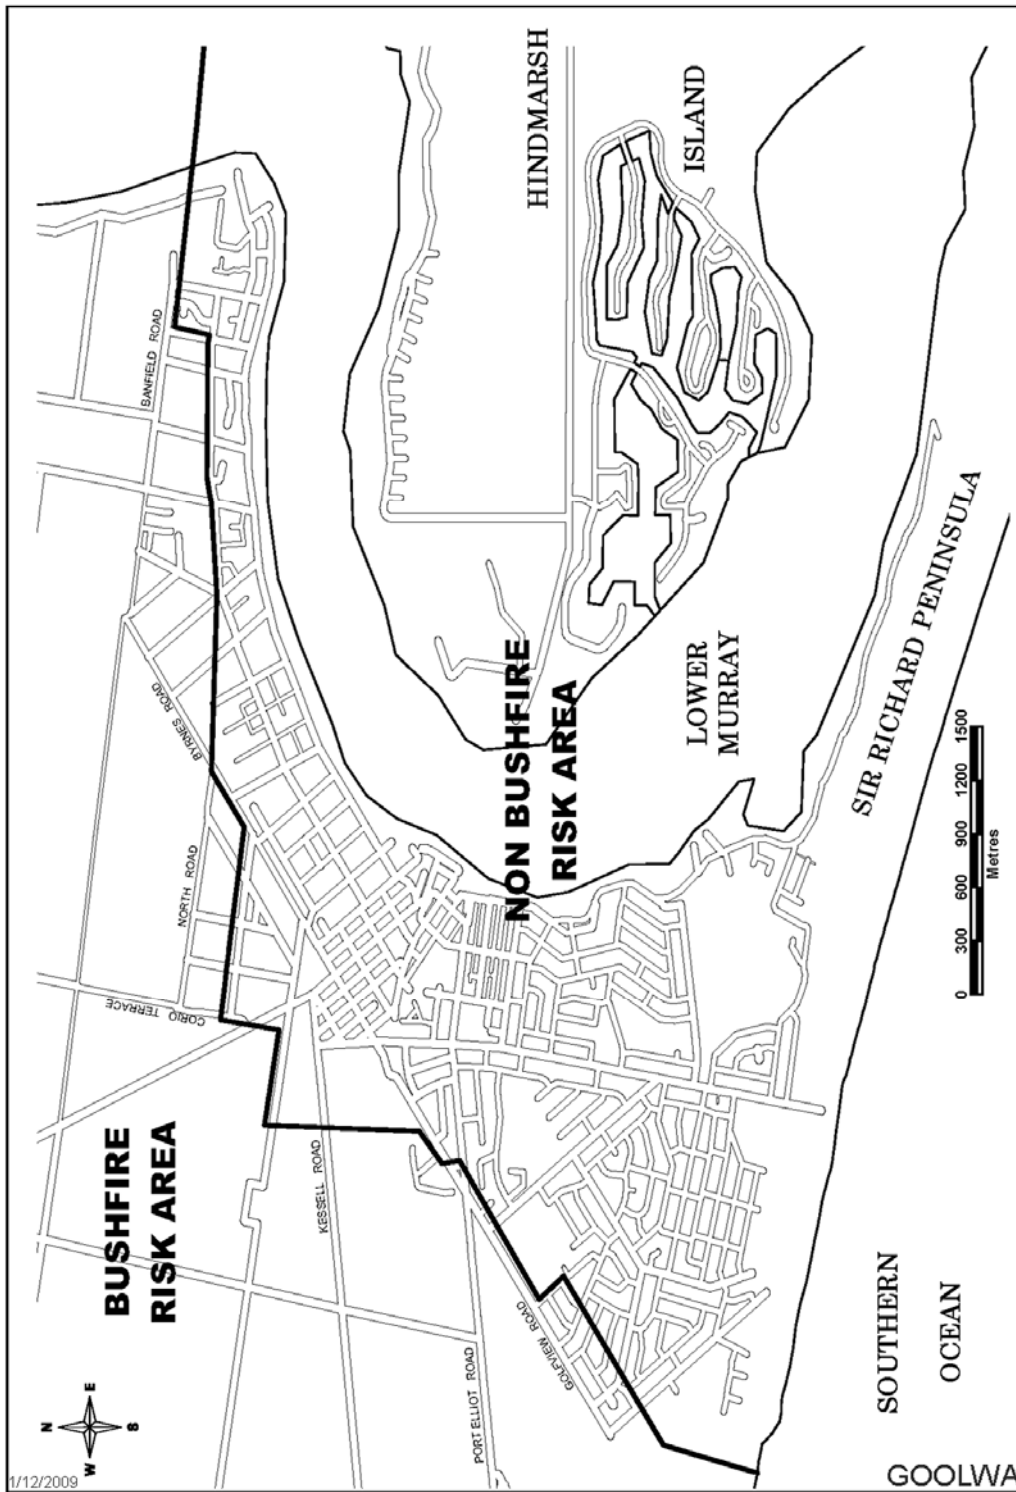 HINDMARSH
ISLAND
BANFIELD ROAD
BYRNES ROAD
NORTH ROAD
CORIO TERRACE
NON BUSHFIRE
RISK AREA
LOWER
MURRAY
SIR RICHARD PENINSULA
0 300 600 900 1200 1500
Metres
BUSHFIRE
RISK AREA
KESSELL ROAD
GOLFVIEW ROAD
PORT ELLIOT ROAD
SOUTHERN
OCEAN
N
E
S
W
1/12/2009
GOOLWA